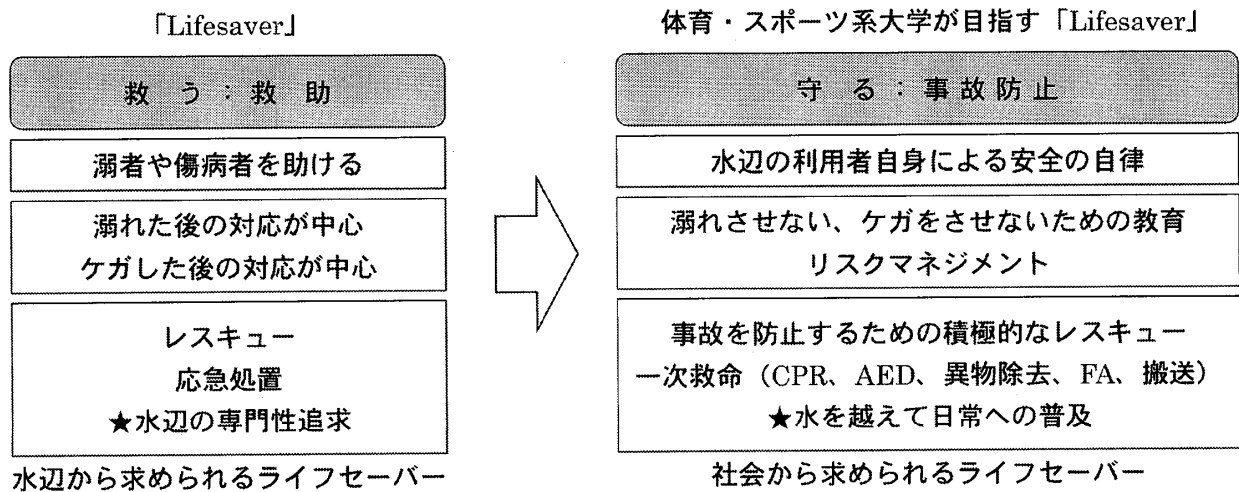 「Lifesaver」
救う：救助
溺者や傷病者を助ける
溺れた後の対応が中心
ケガした後の対応が中心
レスキュー
応急処置
★水辺の専門性追求
水辺から求められるライフセーバー
体育・スポーツ系大学が目指す「Lifesaver」
守る：事故防止
水辺の利用者自身による安全の自律
溺れさせない、ケガをさせないための教育
リスクマネジメント
事故を防止するための積極的なレスキュー
一次救命（CPR、AED、異物除去、FA、搬送）
★水を越えて日常への普及
社会から求められるライフセーバー